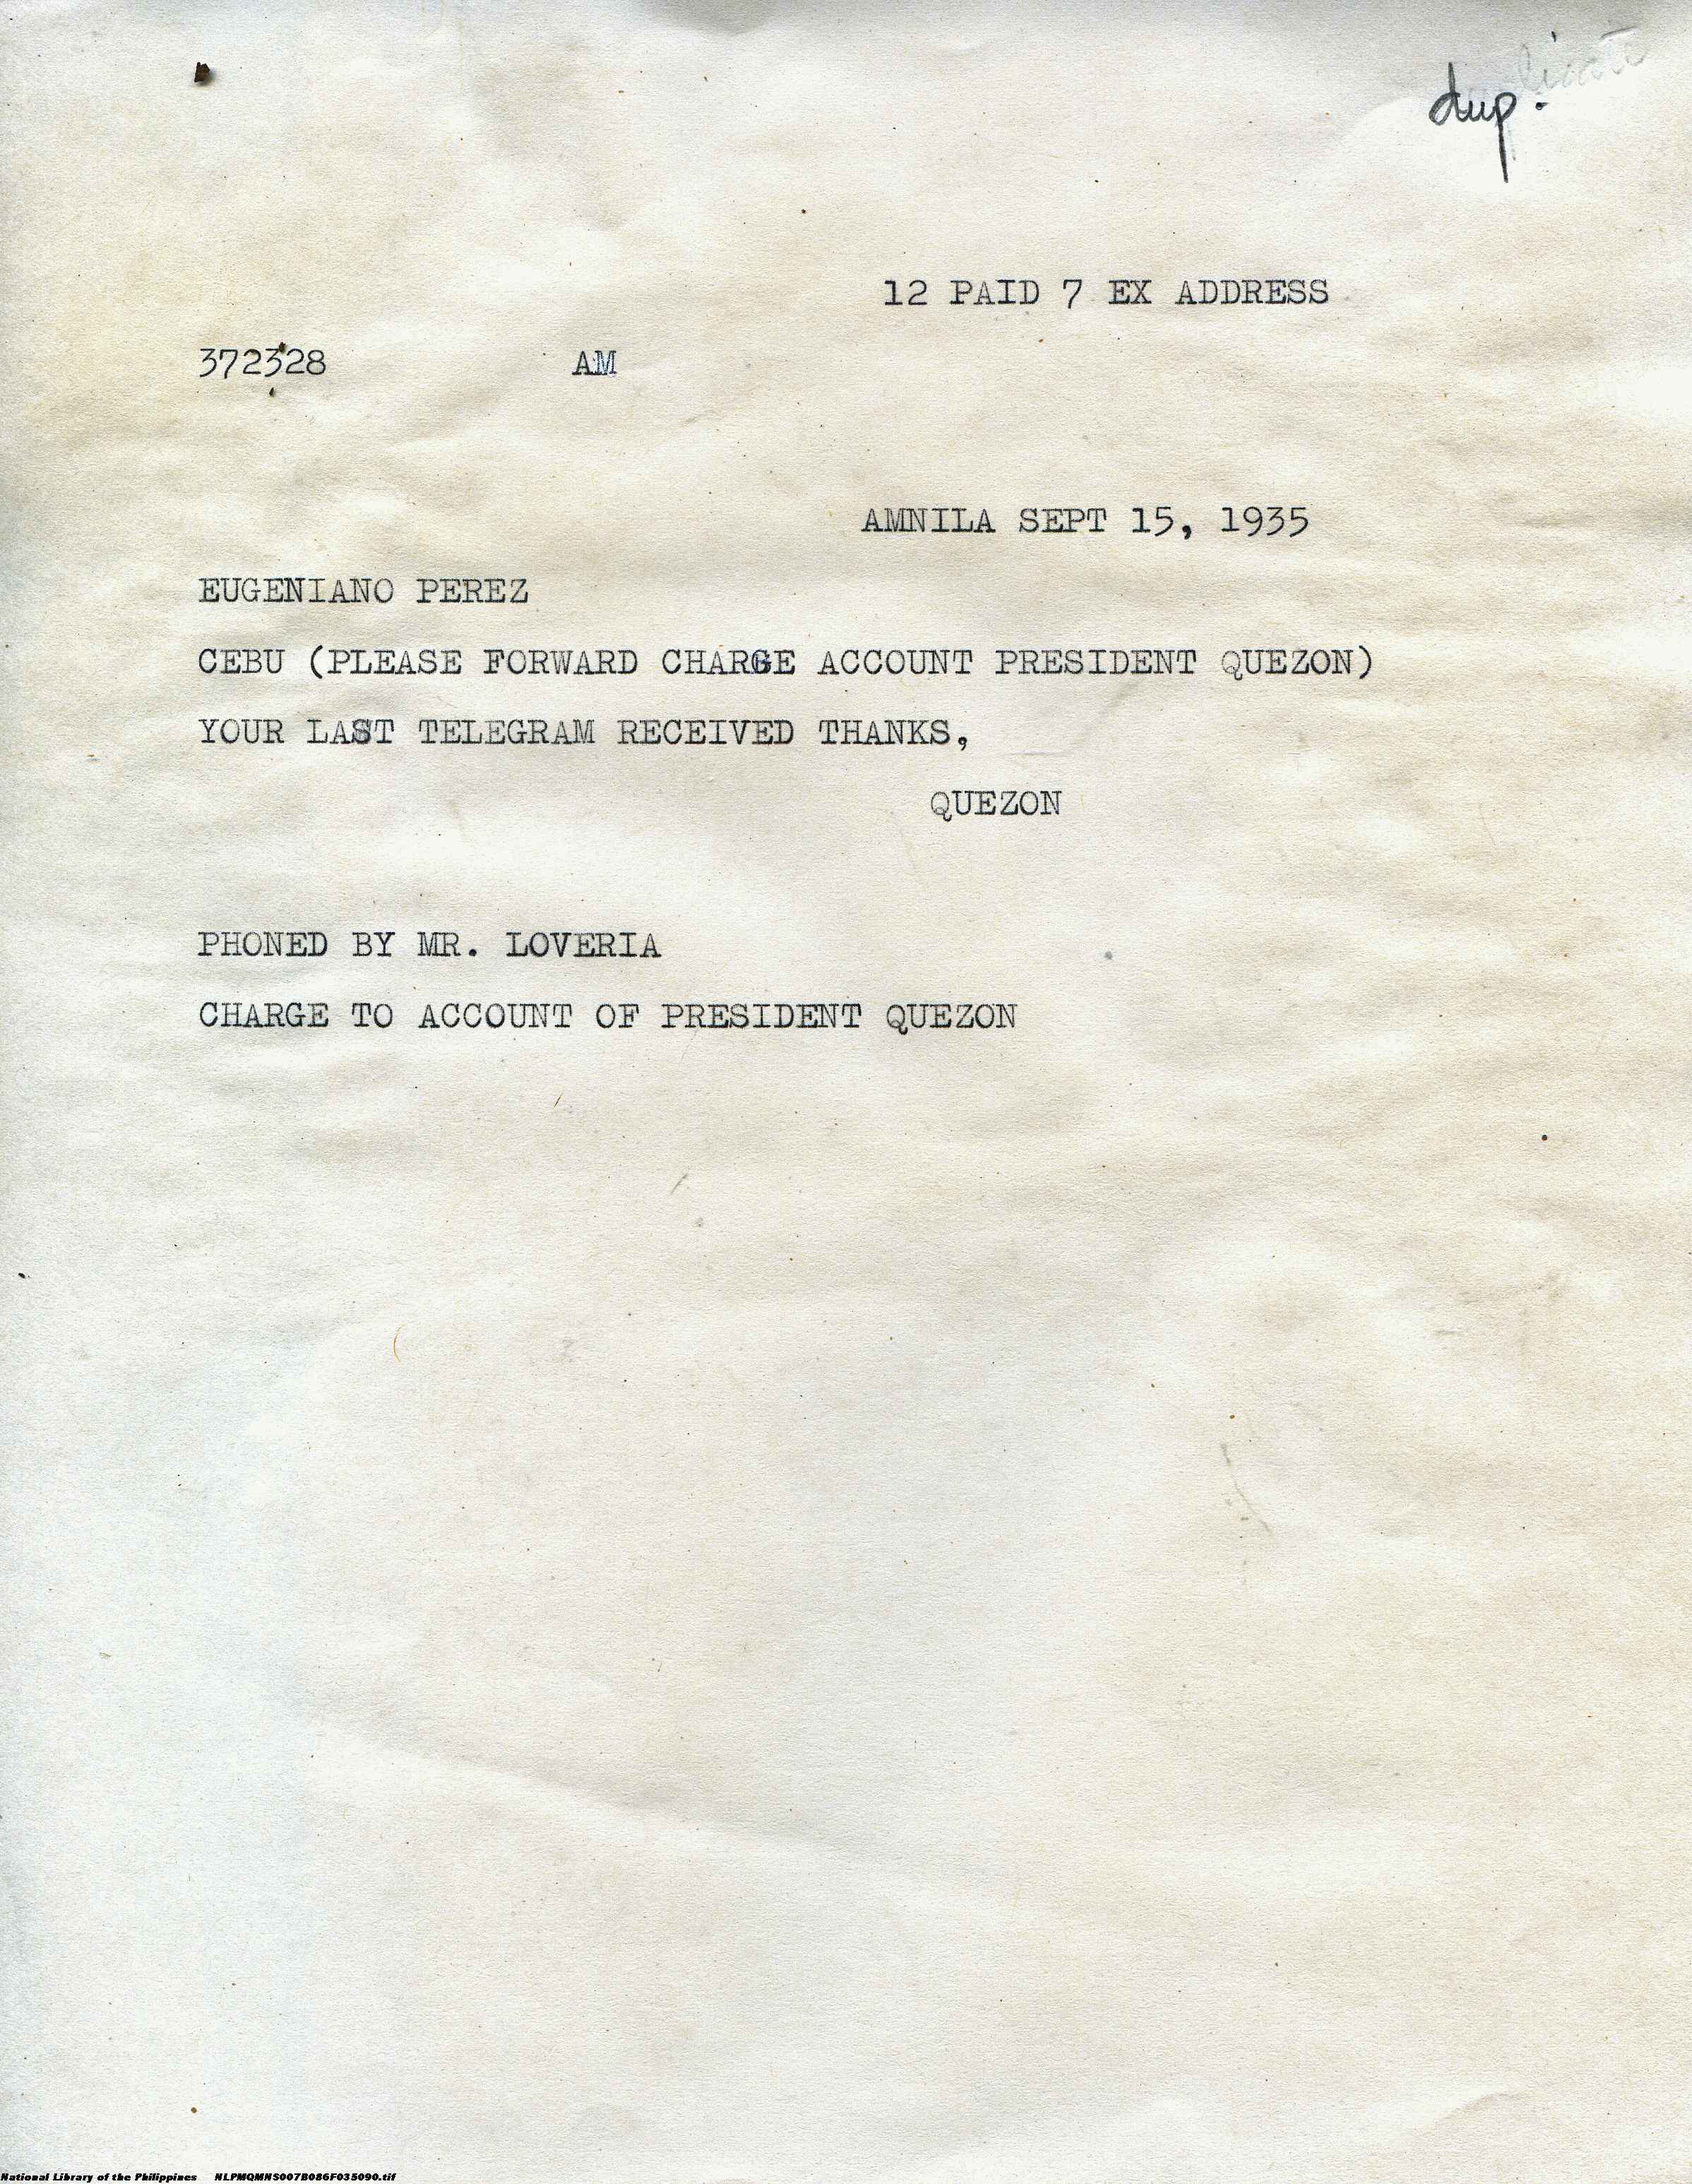 duplicate
dup.
12 PAID 7 EX ADDRESS
372328 AM
AMNILA SEPT 15, 1935
EUGENIANO PEREZ
CEBU (PLEASE FORWARD CHARGE ACCOUNT PRESIDENT QUEZON)
YOUR LAST TELEGRAM RECEIVED THANKS,
QUEZON
PHONED BY MR. LOVERIA
CHARGE TO ACCOUNT OF PRESIDENT QUEZON
National Library of the Philippines NLPMQMNS007B086F035090.tif